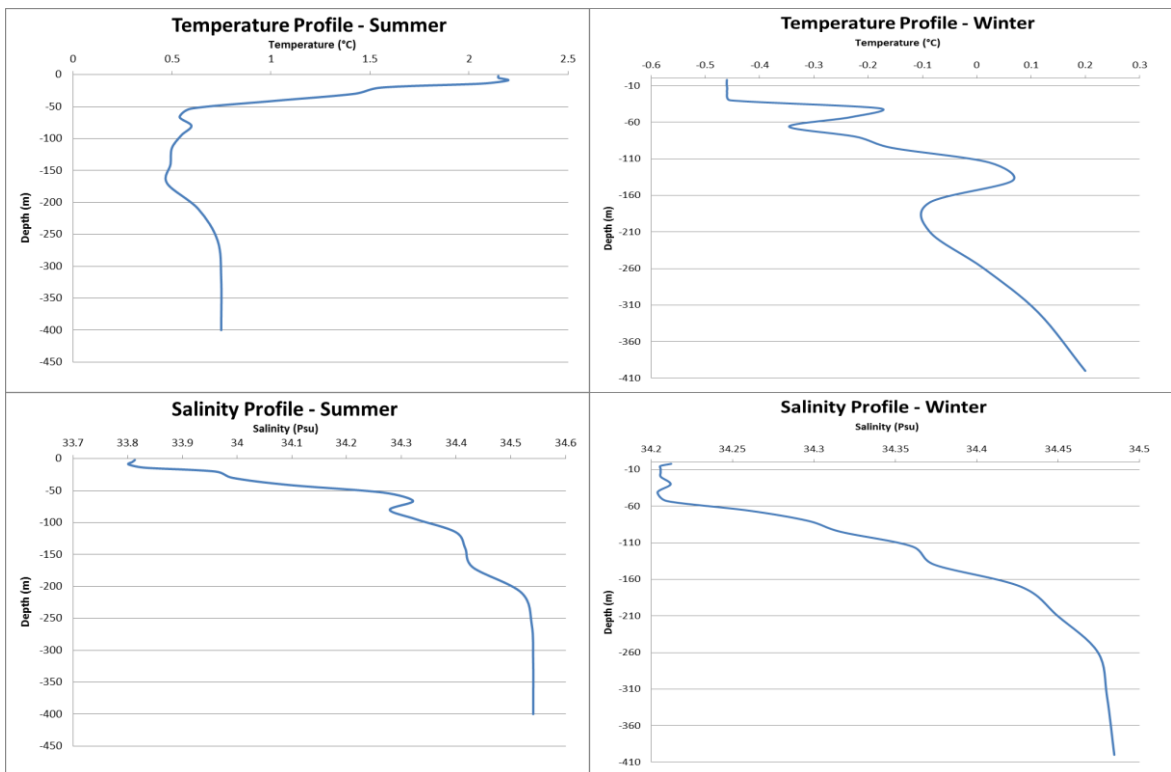 Temperature Profile - Summer
Temperature (°C)
0 0.5 1 1.5 2 2.5
0
-50
-100
-150
-200
-250
-300
-350
-400
-450
Depth (m)
Temperature Profile - Winter
Temperature (°C)
-0.6 -0.5 -0.4 -0.3 -0.2 -0.1 0 0.1 0.2 0.3
-10
-60
-110
-160
-210
-260
-310
-360
-410
Depth (m)
Salinity Profile - Summer
Salinity (Psu)
33.7 33.8 33.9 34 34.1 34.2 34.3 34.4 34.5 34.6
0
-50
-100
-150
-200
-250
-300
-350
-400
-450
Depth (m)
Salinity Profile - Winter
Salinity (Psu)
34.2 34.25 34.3 34.35 34.4 34.45 34.5
-10
-60
-110
-160
-210
-260
-310
-360
-410
Depth (m)